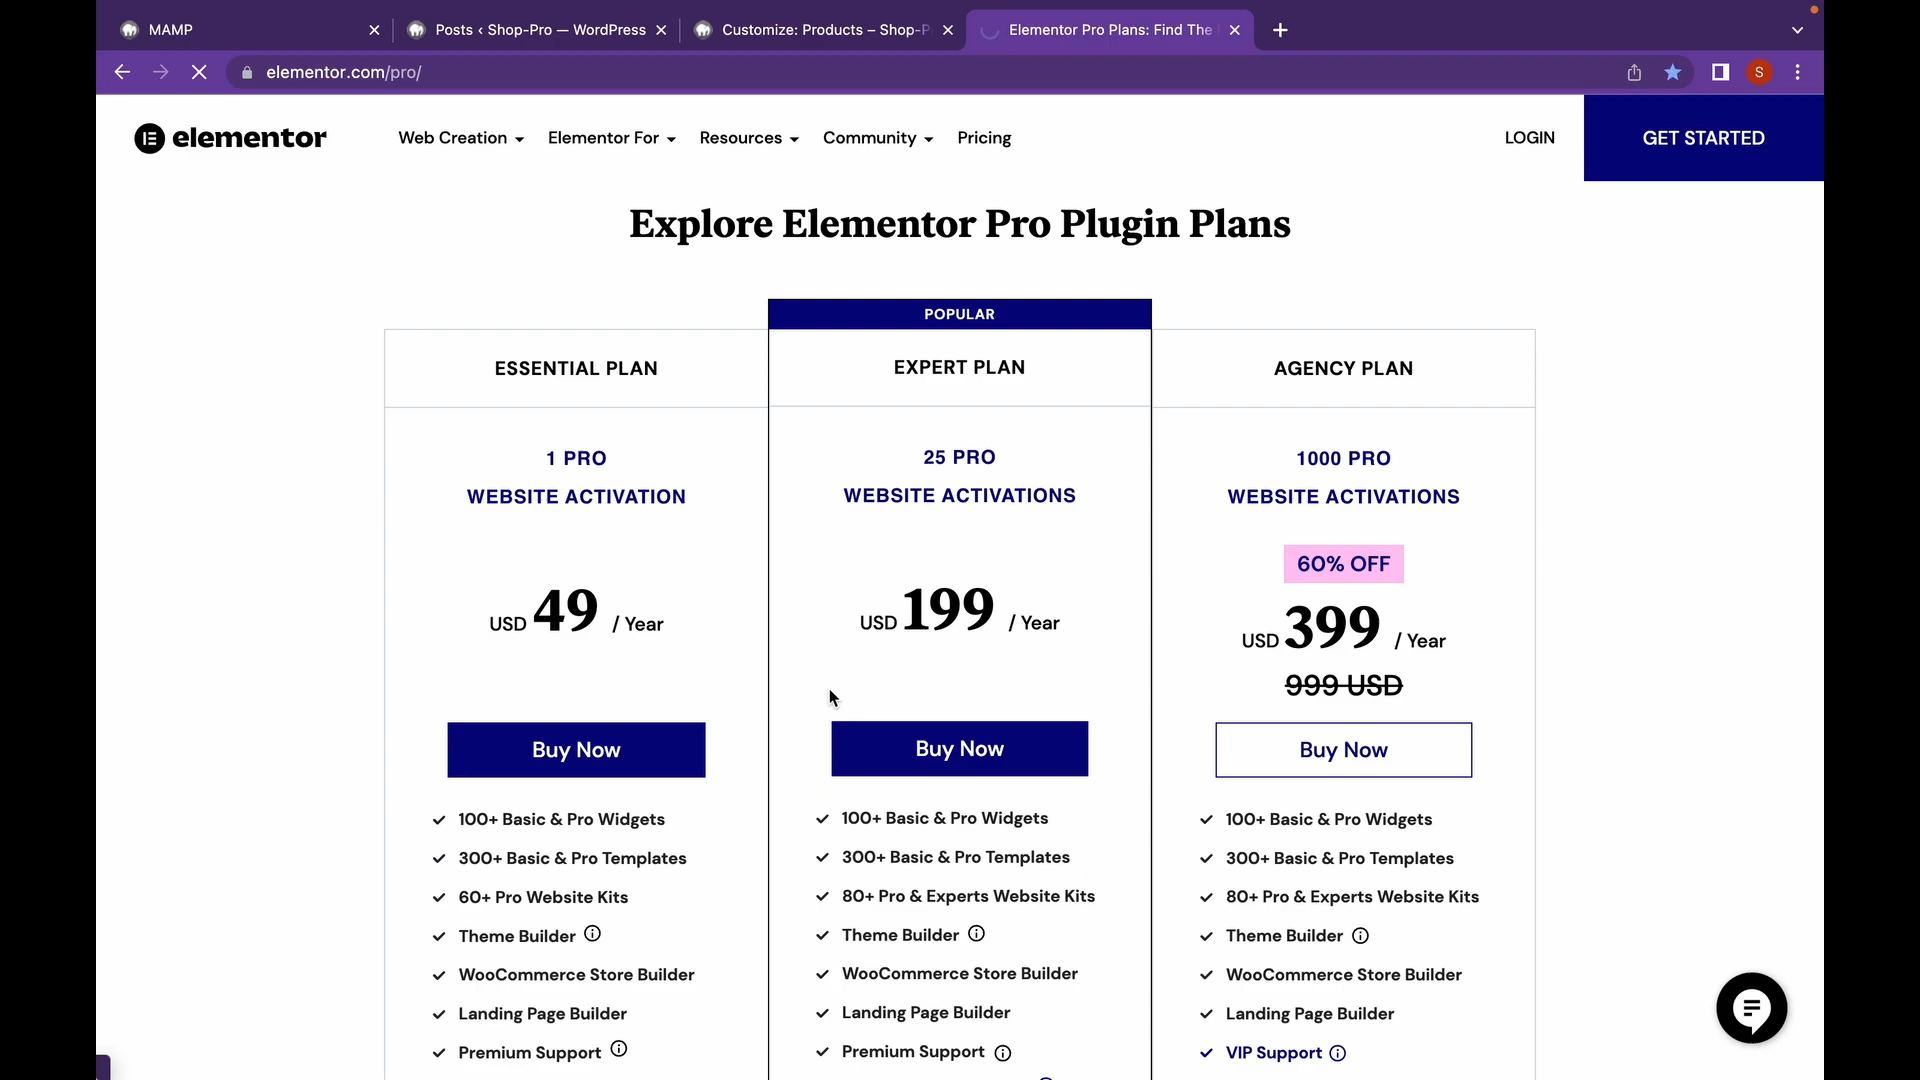 MAMP
Posts ‹ Shop-Pro — WordPress
Customize: Products – Shop-P
Elementor Pro Plans: Find The
elementor.com/pro/
S
elementor
Web Creation
Elementor For
Resources
Community
Pricing
LOGIN
GET STARTED
Explore Elementor Pro Plugin Plans
POPULAR
ESSENTIAL PLAN
1 PRO
WEBSITE ACTIVATION
USD 49 / Year
Buy Now
100+ Basic & Pro Widgets
300+ Basic & Pro Templates
60+ Pro Website Kits
Theme Builder
WooCommerce Store Builder
Landing Page Builder
Premium Support
EXPERT PLAN
25 PRO
WEBSITE ACTIVATIONS
USD 199 / Year
Buy Now
100+ Basic & Pro Widgets
300+ Basic & Pro Templates
80+ Pro & Experts Website Kits
Theme Builder
WooCommerce Store Builder
Landing Page Builder
Premium Support
AGENCY PLAN
1000 PRO
WEBSITE ACTIVATIONS
60% OFF
USD 399 / Year
999 USD
Buy Now
100+ Basic & Pro Widgets
300+ Basic & Pro Templates
80+ Pro & Experts Website Kits
Theme Builder
WooCommerce Store Builder
Landing Page Builder
VIP Support